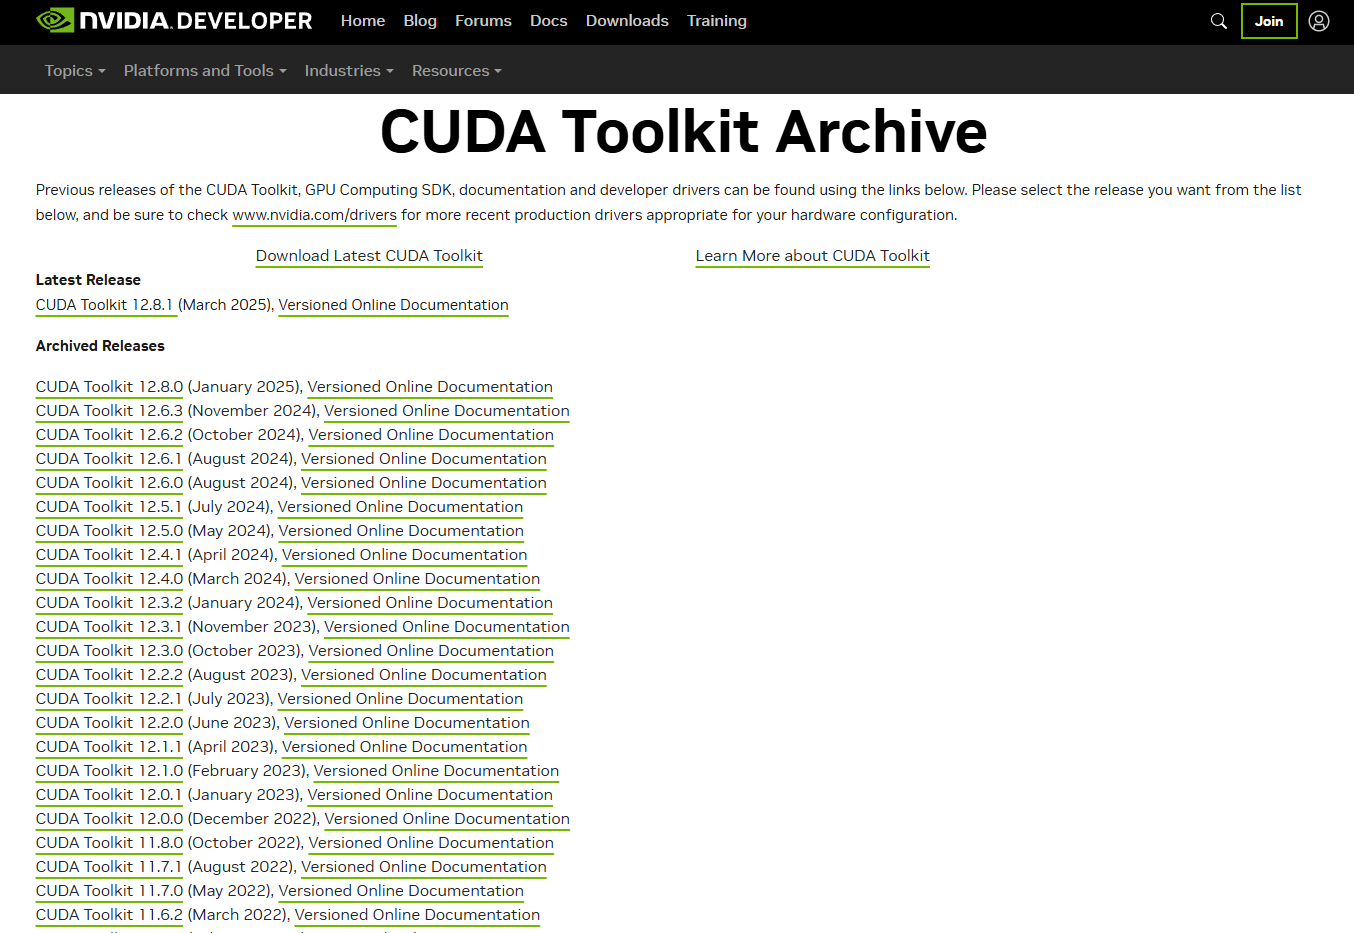 NVIDIA. DEVELOPER Home Blog Forums Docs Downloads Training Join
Topics Platforms and Tools Industries Resources
CUDA Toolkit Archive
Previous releases of the CUDA Toolkit, GPU Computing SDK, documentation and developer drivers can be found using the links below. Please select the release you want from the list
below, and be sure to check www.nvidia.com/drivers for more recent production drivers appropriate for your hardware configuration.
Download Latest CUDA Toolkit Learn More about CUDA Toolkit
Latest Release
CUDA Toolkit 12.8.1 (March 2025), Versioned Online Documentation
Archived Releases
CUDA Toolkit 12.8.0 (January 2025), Versioned Online Documentation
CUDA Toolkit 12.6.3 (November 2024), Versioned Online Documentation
CUDA Toolkit 12.6.2 (October 2024), Versioned Online Documentation
CUDA Toolkit 12.6.1 (August 2024), Versioned Online Documentation
CUDA Toolkit 12.6.0 (August 2024), Versioned Online Documentation
CUDA Toolkit 12.5.1 (July 2024), Versioned Online Documentation
CUDA Toolkit 12.5.0 (May 2024), Versioned Online Documentation
CUDA Toolkit 12.4.1 (April 2024), Versioned Online Documentation
CUDA Toolkit 12.4.0 (March 2024), Versioned Online Documentation
CUDA Toolkit 12.3.2 (January 2024), Versioned Online Documentation
CUDA Toolkit 12.3.1 (November 2023), Versioned Online Documentation
CUDA Toolkit 12.3.0 (October 2023), Versioned Online Documentation
CUDA Toolkit 12.2.2 (August 2023), Versioned Online Documentation
CUDA Toolkit 12.2.1 (July 2023), Versioned Online Documentation
CUDA Toolkit 12.2.0 (June 2023), Versioned Online Documentation
CUDA Toolkit 12.1.1 (April 2023), Versioned Online Documentation
CUDA Toolkit 12.1.0 (February 2023), Versioned Online Documentation
CUDA Toolkit 12.0.1 (January 2023), Versioned Online Documentation
CUDA Toolkit 12.0.0 (December 2022), Versioned Online Documentation
CUDA Toolkit 11.8.0 (October 2022), Versioned Online Documentation
CUDA Toolkit 11.7.1 (August 2022), Versioned Online Documentation
CUDA Toolkit 11.7.0 (May 2022), Versioned Online Documentation
CUDA Toolkit 11.6.2 (March 2022), Versioned Online Documentation